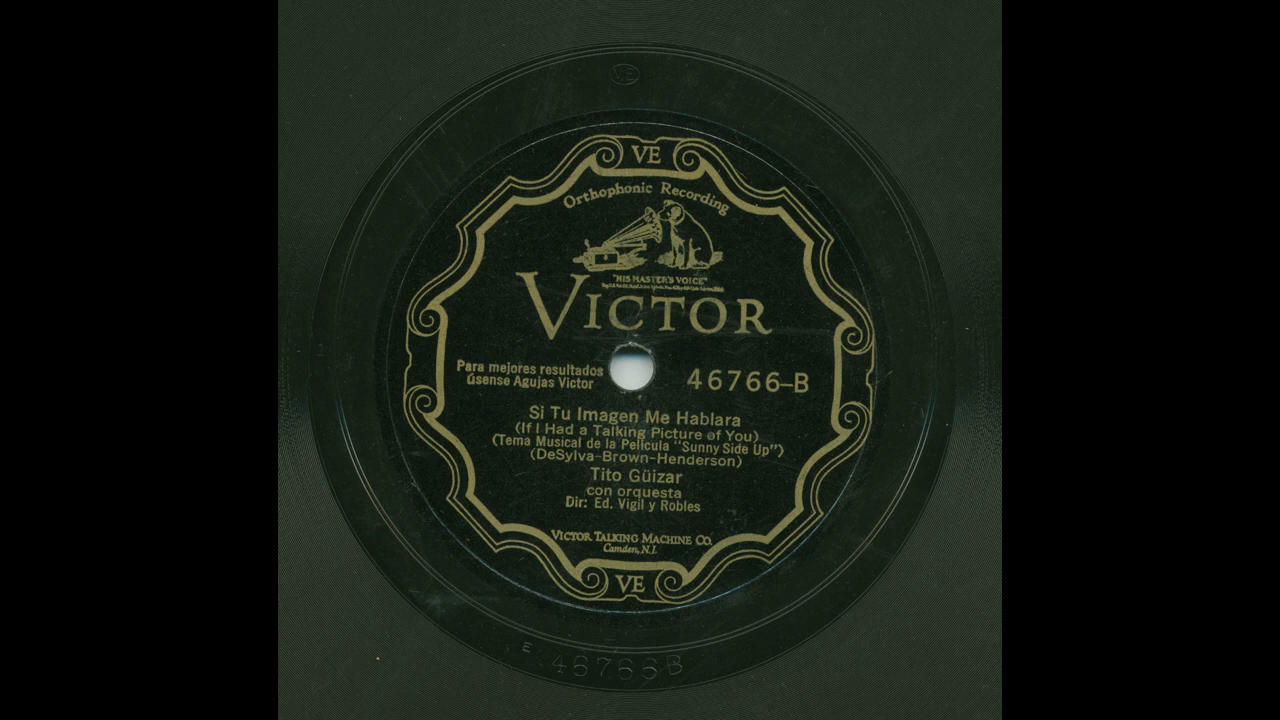 VE
VE
Orthophonic Recording
"HIS MASTER'S VOICE"
VICTOR
Para mejores resultados
úsense Agujas Victor
46766-B
Si Tu Imagen Me Hablara
(If I Had a Talking Picture of You)
(Tema Musical de la Película "Sunny Side Up")
(DeSylva-Brown-Henderson)
Tito Güizar
con orquesta
Dir: Ed. Vigil y Robles
VICTOR TALKING MACHINE CO.
Camden, N.J.
VE
E 46766B